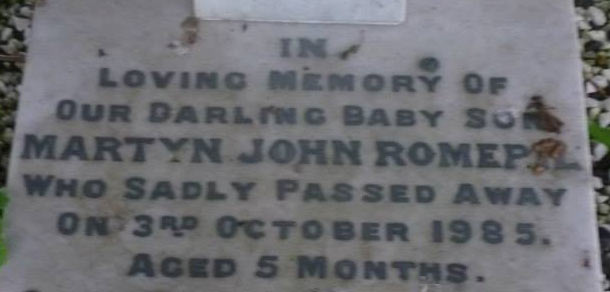 IN
LOVING MEMORY OF
OUR DARLING BABY SON
MARTYN JOHN
WHO SADLY PASSED AWAY
ON 3RD OCTOBER 1985.
AGED 5 MONTHS.